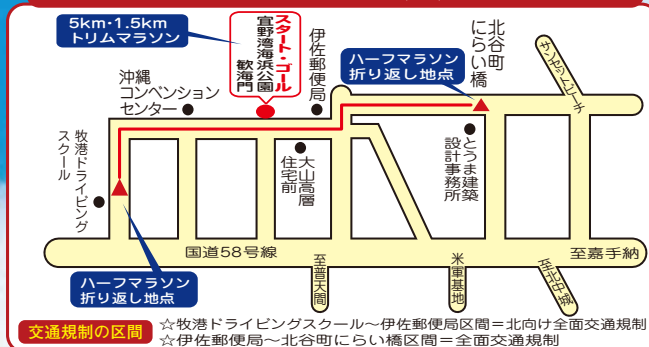 5km・1.5km
トリムマラソン
スタート・ゴール
宜野湾海浜公園
歓海門
伊佐郵便局
北谷町
にらい橋
ハーフマラソン
折り返し地点
サンセットビーチ
沖縄
コンベンション
センター
牧港ドライビング
スクール
大山高層
住宅前
とうま建築
設計事務所
国道58号線
至普天間
米軍基地
至北中城
至嘉手納
ハーフマラソン
折り返し地点
交通規制の区間
☆牧港ドライビングスクール～伊佐郵便局区間＝北向け全面交通規制
☆伊佐郵便局～北谷町にらい橋区間＝全面交通規制